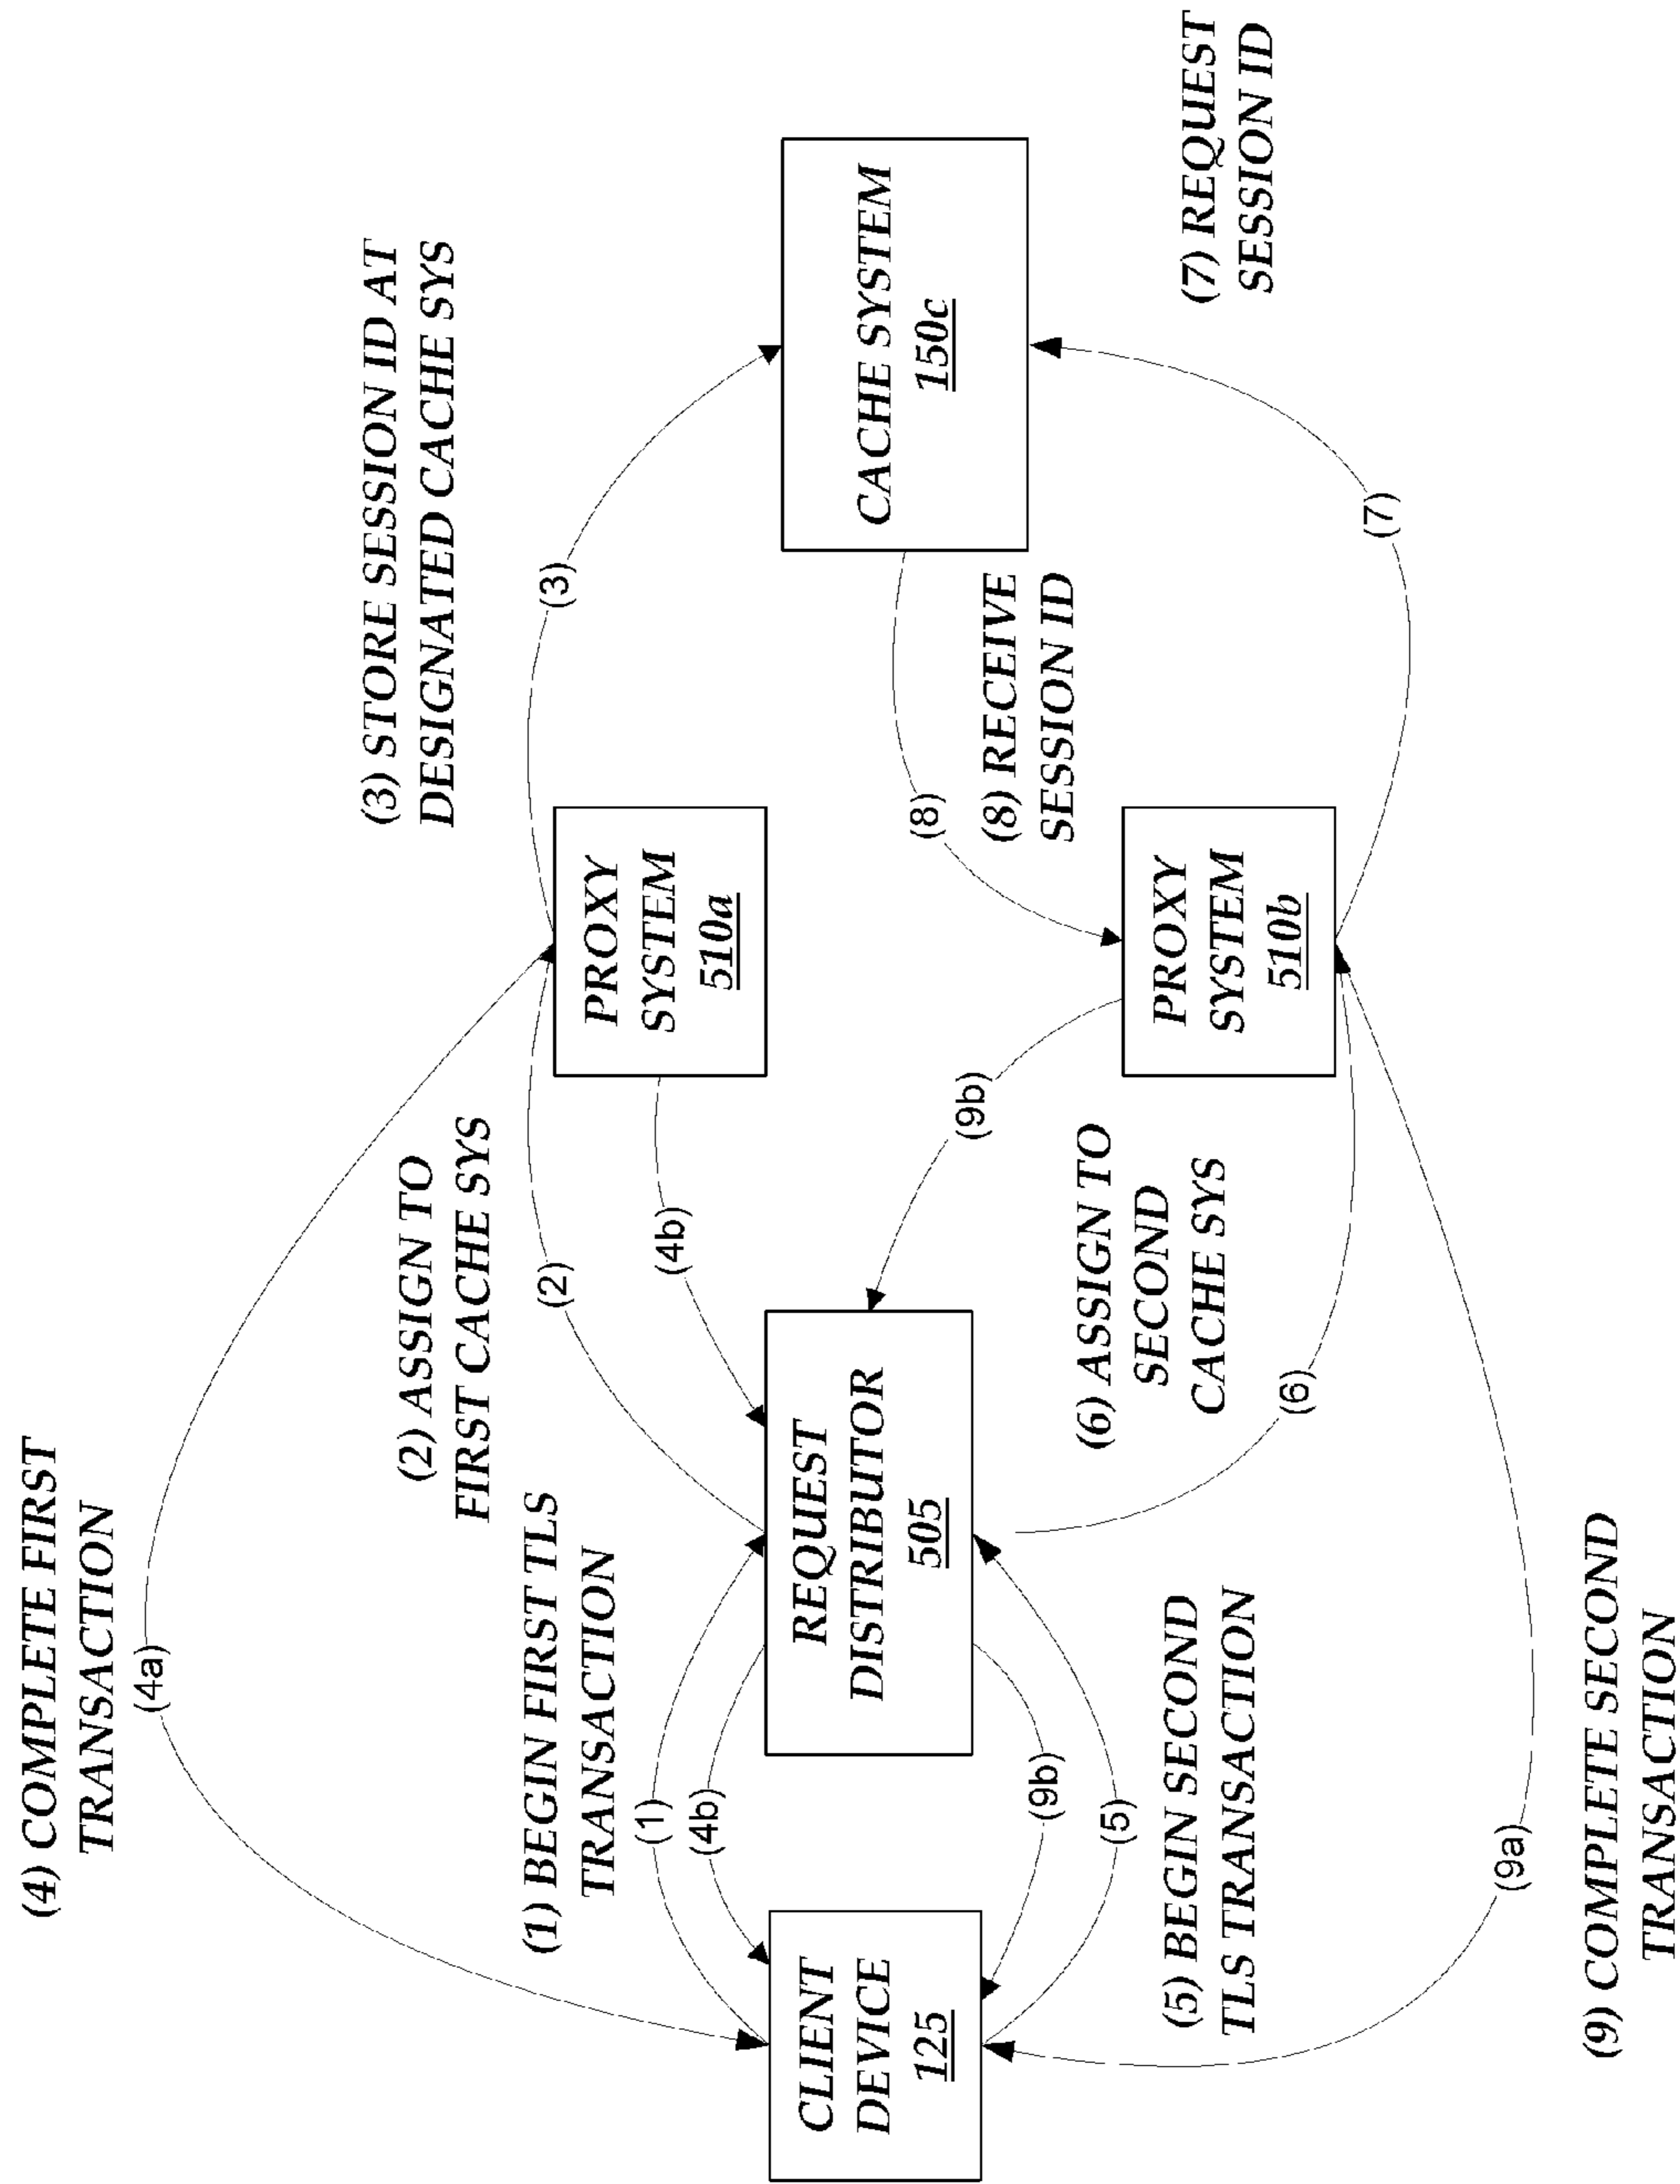 (4) COMPLETE FIRST
TRANSACTION
(4a)
(3) STORE SESSION ID AT
DESIGNATED CACHE SYS
(2) ASSIGN TO
FIRST CACHE SYS
(1) BEGIN FIRST TLS
TRANSACTION
(2)
(3)
(1)
(4b)
(4b)
PROXY
SYSTEM
510a
CLIENT
DEVICE
125
REQUEST
DISTRIBUTOR
505
CACHE SYSTEM
150c
(8)
(8) RECEIVE
SESSION ID
(9b)
(9b)
(5)
(5) BEGIN SECOND
TLS TRANSACTION
(6) ASSIGN TO
SECOND
CACHE SYS
(6)
PROXY
SYSTEM
510b
(7)
(7) REQUEST
SESSION ID
(9a)
(9) COMPLETE SECOND
TRANSACTION